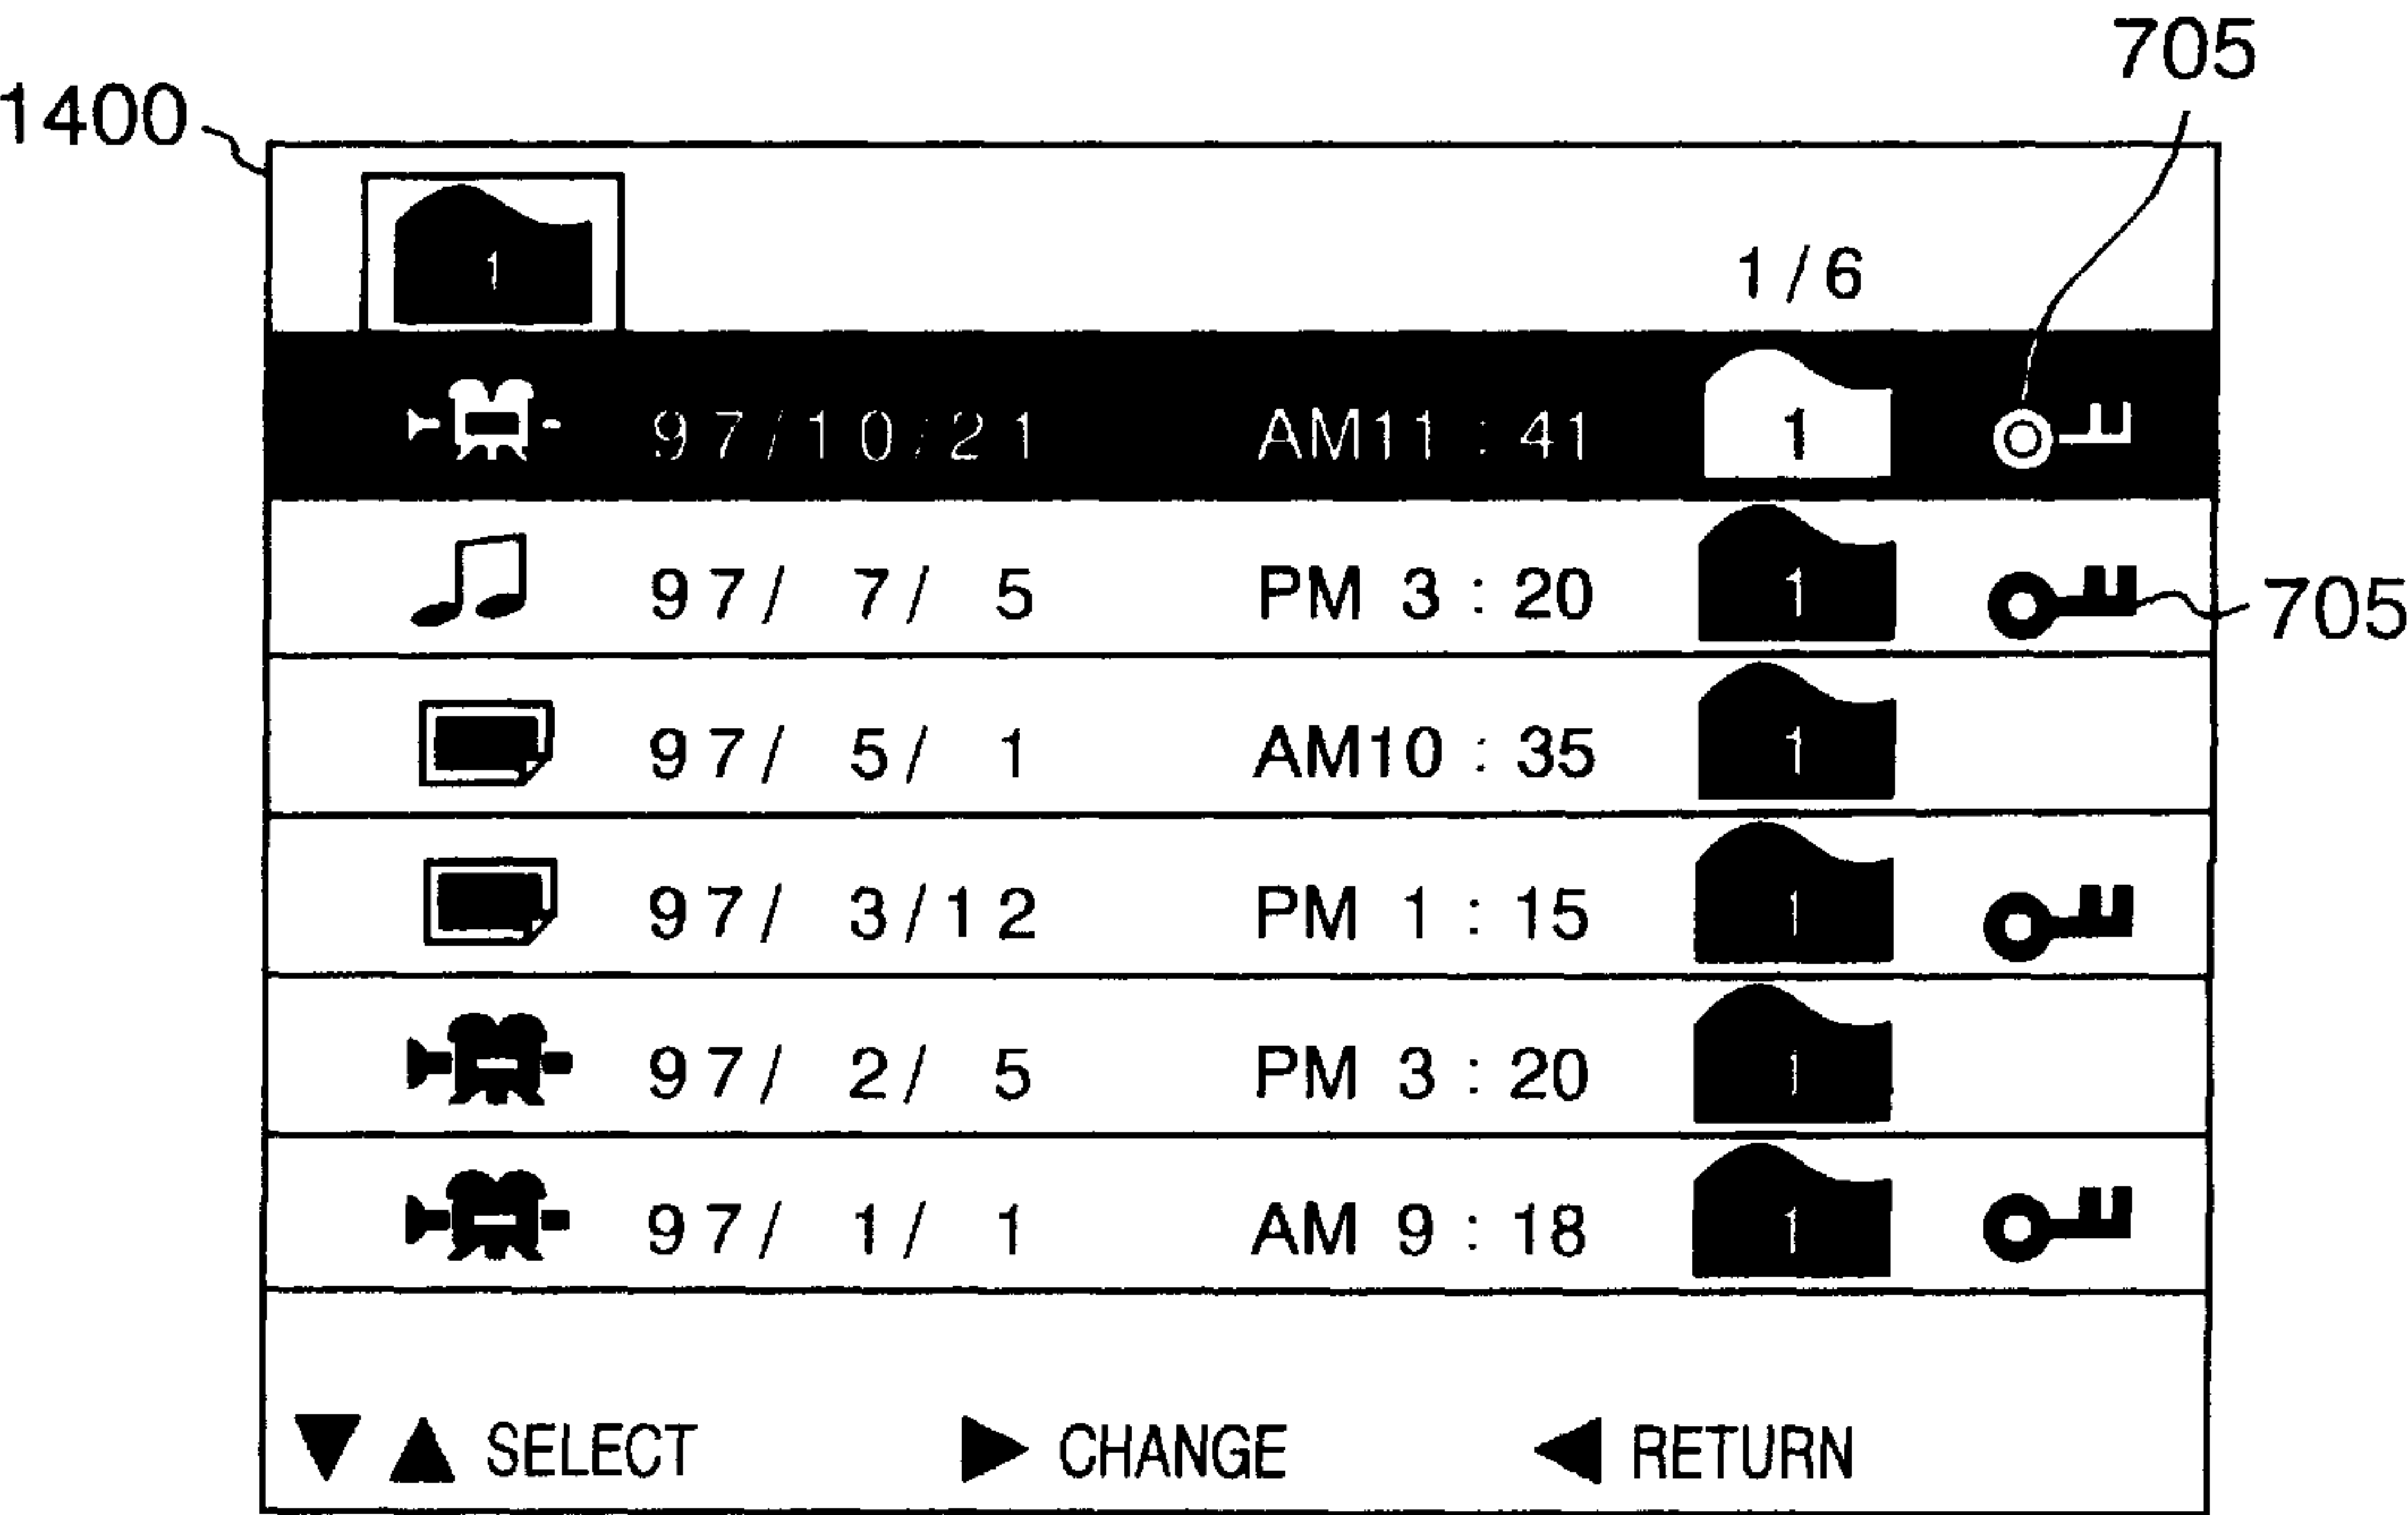 705
1400
1
1/6
97/10/21 AM11:41 1
97/ 7/ 5 PM 3:20 1
705
97/ 5/ 1 AM10:35 1
97/ 3/12 PM 1:15 1
97/ 2/ 5 PM 3:20 1
97/ 1/ 1 AM 9:18 1
▼ ▲ SELECT ▶ CHANGE ◀ RETURN